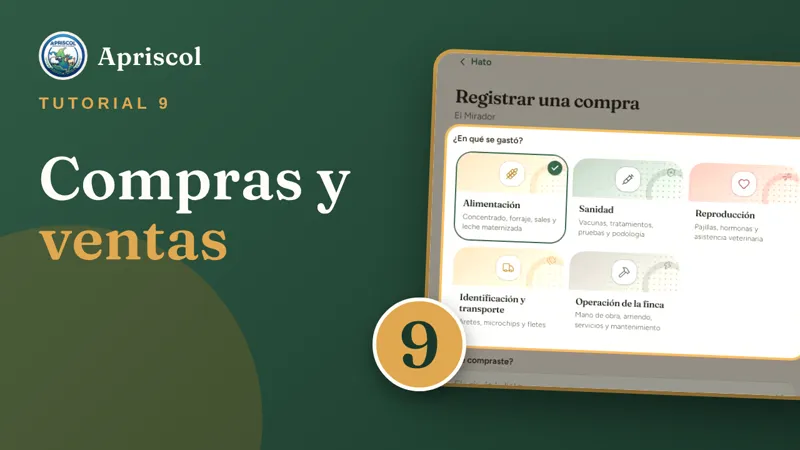 APRISCOL
Apriscol
TUTORIAL 9
Compras y
ventas
9
Hato
Registrar una compra
El Mirador
¿En qué se gastó?
Alimentación
Concentrado, forraje, sales y
leche maternizada
Sanidad
Vacunas, tratamientos,
pruebas y podología
Reproducción
Pajillas, hormonas y
asistencia veterinaria
Identificación y
transporte
Aretes, microchips y fletes
Operación de la finca
Mano de obra, arriendo,
servicios y mantenimiento
compraste?